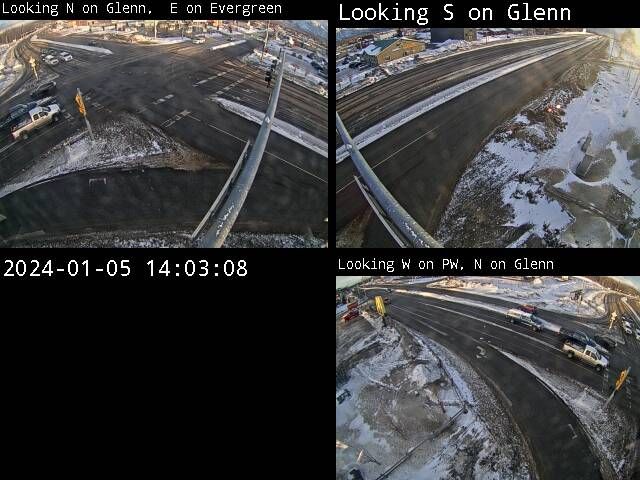 Looking N on Glenn,  E on Evergreen
Looking S on Glenn
2024-01-05 14:03:08
Looking W on PW, N on Glenn